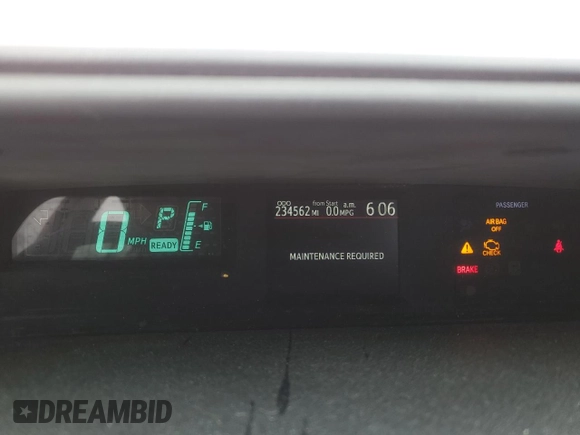 PASSENGER
ODO from Start a.m.
234562 MI 0.0 MPG 6:06
AIR BAG
OFF
P F
0 MPH READY E
MAINTENANCE REQUIRED
CHECK
BRAKE
DREAMBID